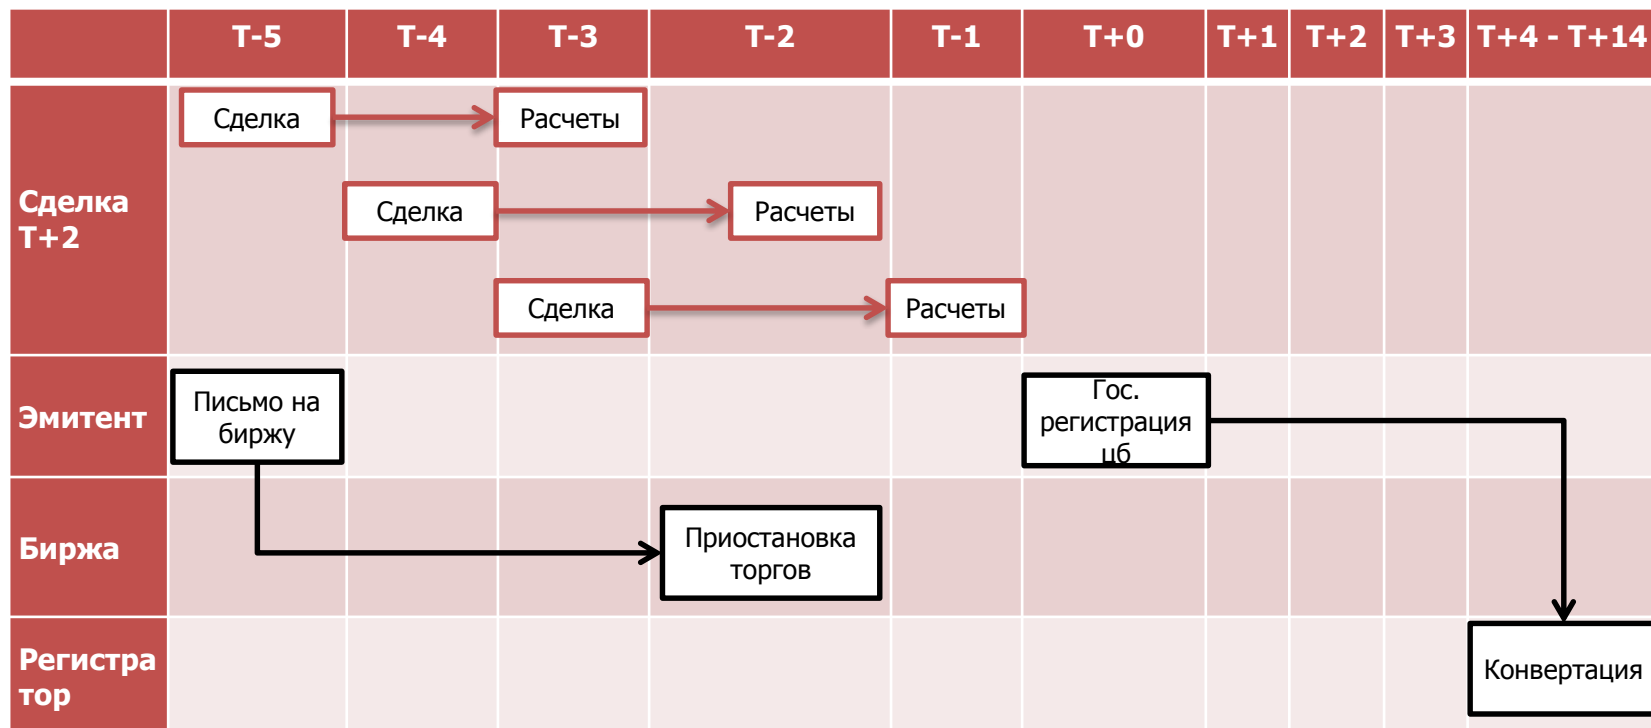 T-5 T-4 T-3 T-2 T-1 T+0 T+1 T+2 T+3 T+4 - T+14
Сделка Расчеты
Сделка
T+2
Сделка Расчеты
Сделка Расчеты
Эмитент
Письмо на
биржу
Гос.
регистрация
цб
Биржа
Приостановка
торгов
Регистра
тор
Конвертация